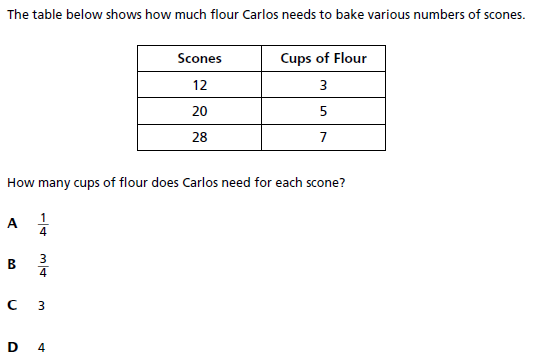 The table below shows how much flour Carlos needs to bake various numbers of scones.
Scones Cups of Flour
12 3
20 5
28 7
How many cups of flour does Carlos need for each scone?
A 1/4
B 3/4
C 3
D 4